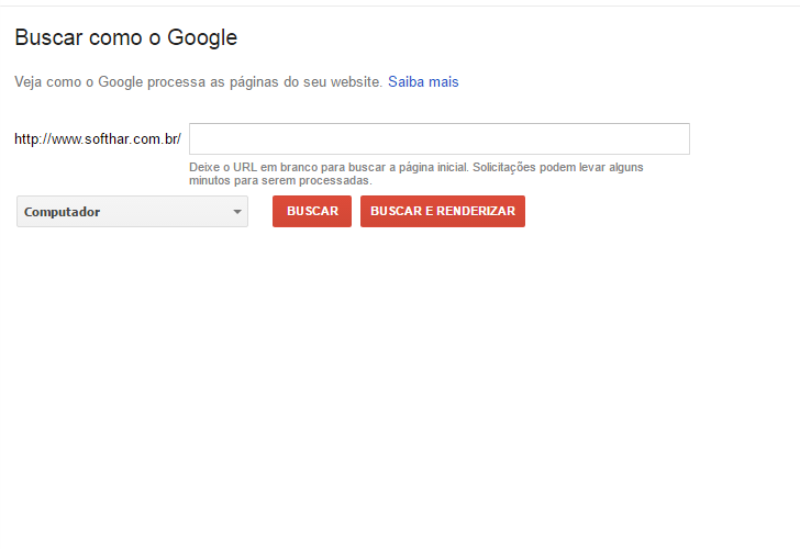 Buscar como o Google
Veja como o Google processa as páginas do seu website. Saiba mais
http://www.softhar.com.br/
Deixe o URL em branco para buscar a página inicial. Solicitações podem levar alguns
minutos para serem processadas.
Computador BUSCAR BUSCAR E RENDERIZAR